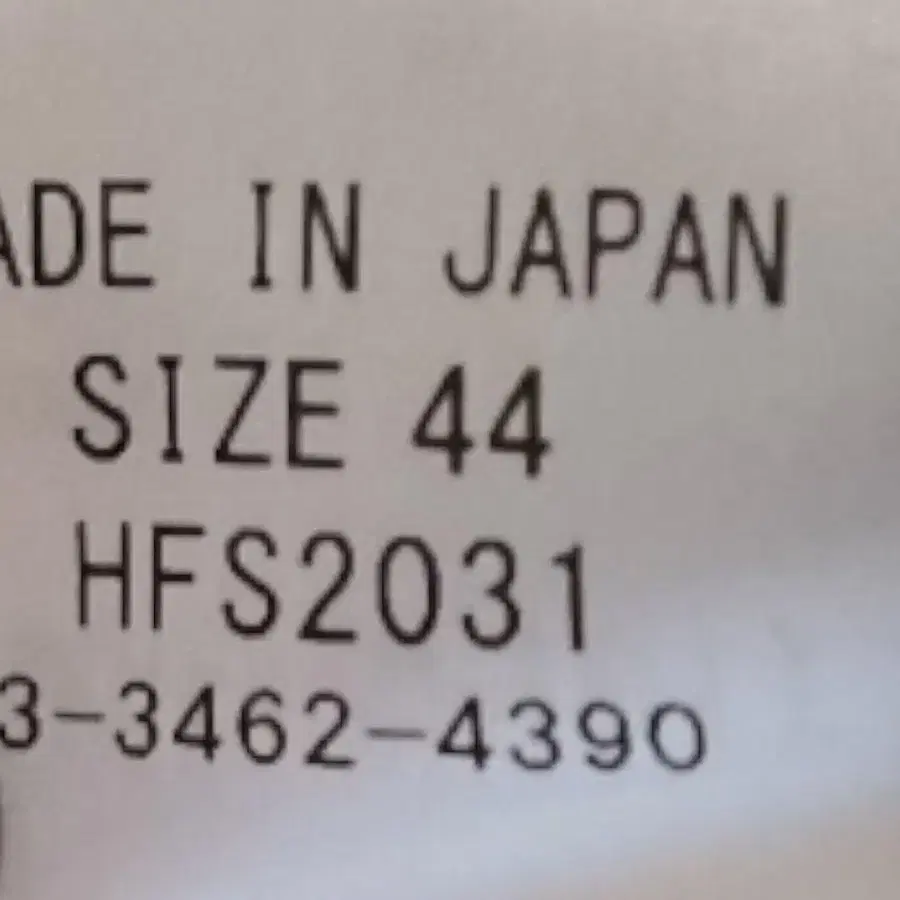 ADE IN JAPAN
SIZE 44
HFS2031
3-3462-4390